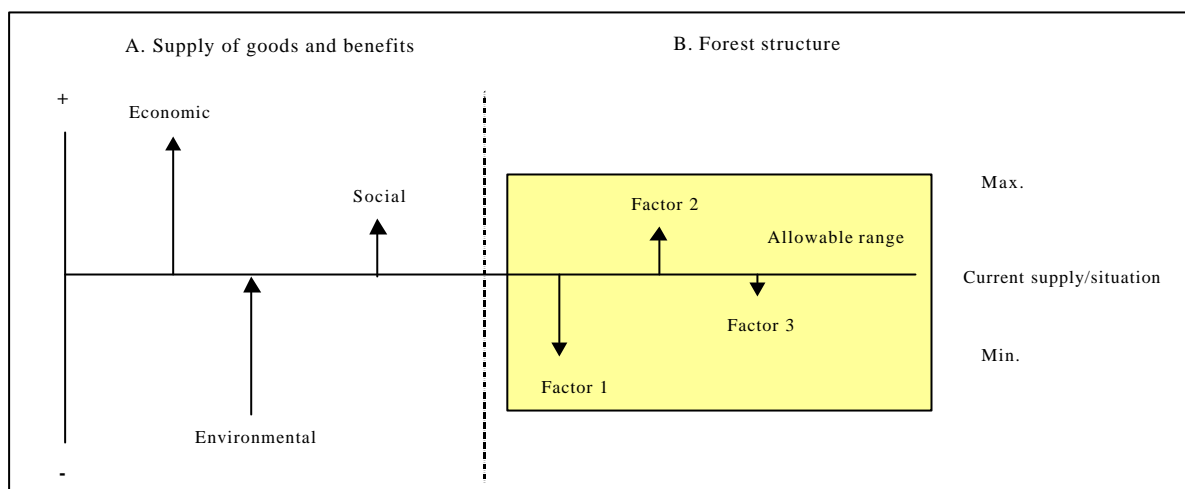 A. Supply of goods and benefits
B. Forest structure
+
Economic
Social
Environmental
-
Factor 2
Allowable range
Factor 3
Factor 1
Max.
Current supply/situation
Min.